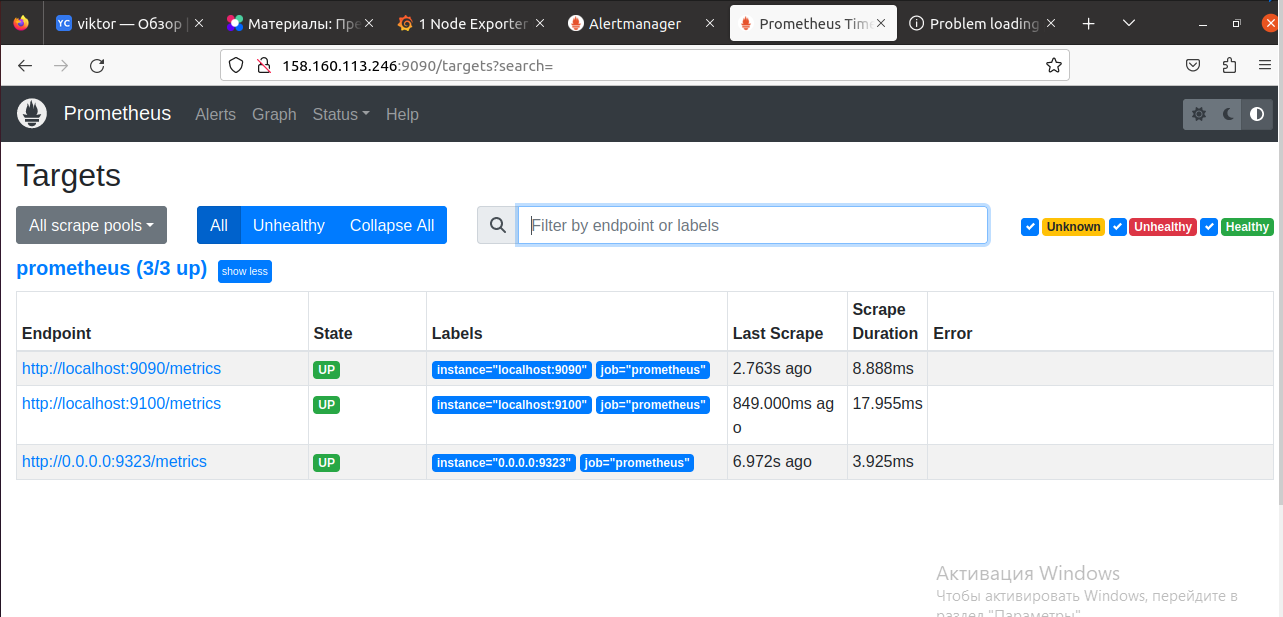 viktor — Обзор
Материалы: Пре
1 Node Exporter
Alertmanager
Prometheus Time
Problem loading
158.160.113.246:9090/targets?search=
Prometheus
Alerts
Graph
Status
Help
Targets
All scrape pools
All
Unhealthy
Collapse All
Filter by endpoint or labels
Unknown
Unhealthy
Healthy
prometheus (3/3 up)
show less
Endpoint
State
Labels
Last Scrape
Scrape
Duration
Error
http://localhost:9090/metrics
UP
instance="localhost:9090"
job="prometheus"
2.763s ago
8.888ms
http://localhost:9100/metrics
UP
instance="localhost:9100"
job="prometheus"
849.000ms ag
o
17.955ms
http://0.0.0.0:9323/metrics
UP
instance="0.0.0.0:9323"
job="prometheus"
6.972s ago
3.925ms
Активация Windows
Чтобы активировать Windows, перейдите в
раздел "Параметры".